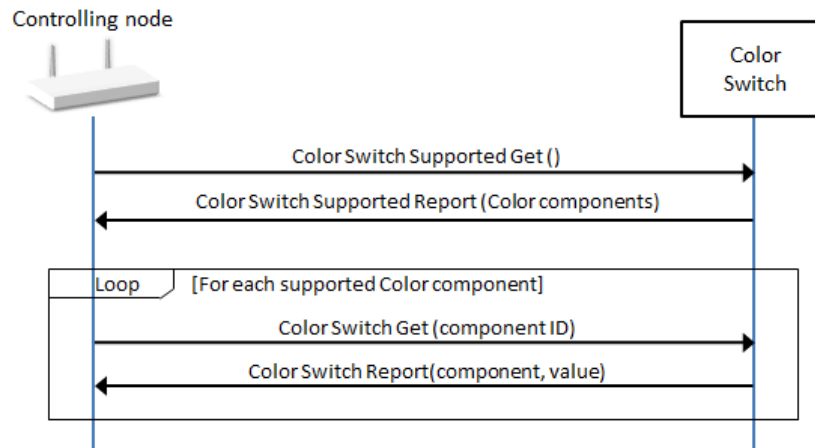 Controlling node
Color
Switch
Color Switch Supported Get ()
Color Switch Supported Report (Color components)
Loop [For each supported Color component]
Color Switch Get (component ID)
Color Switch Report(component, value)